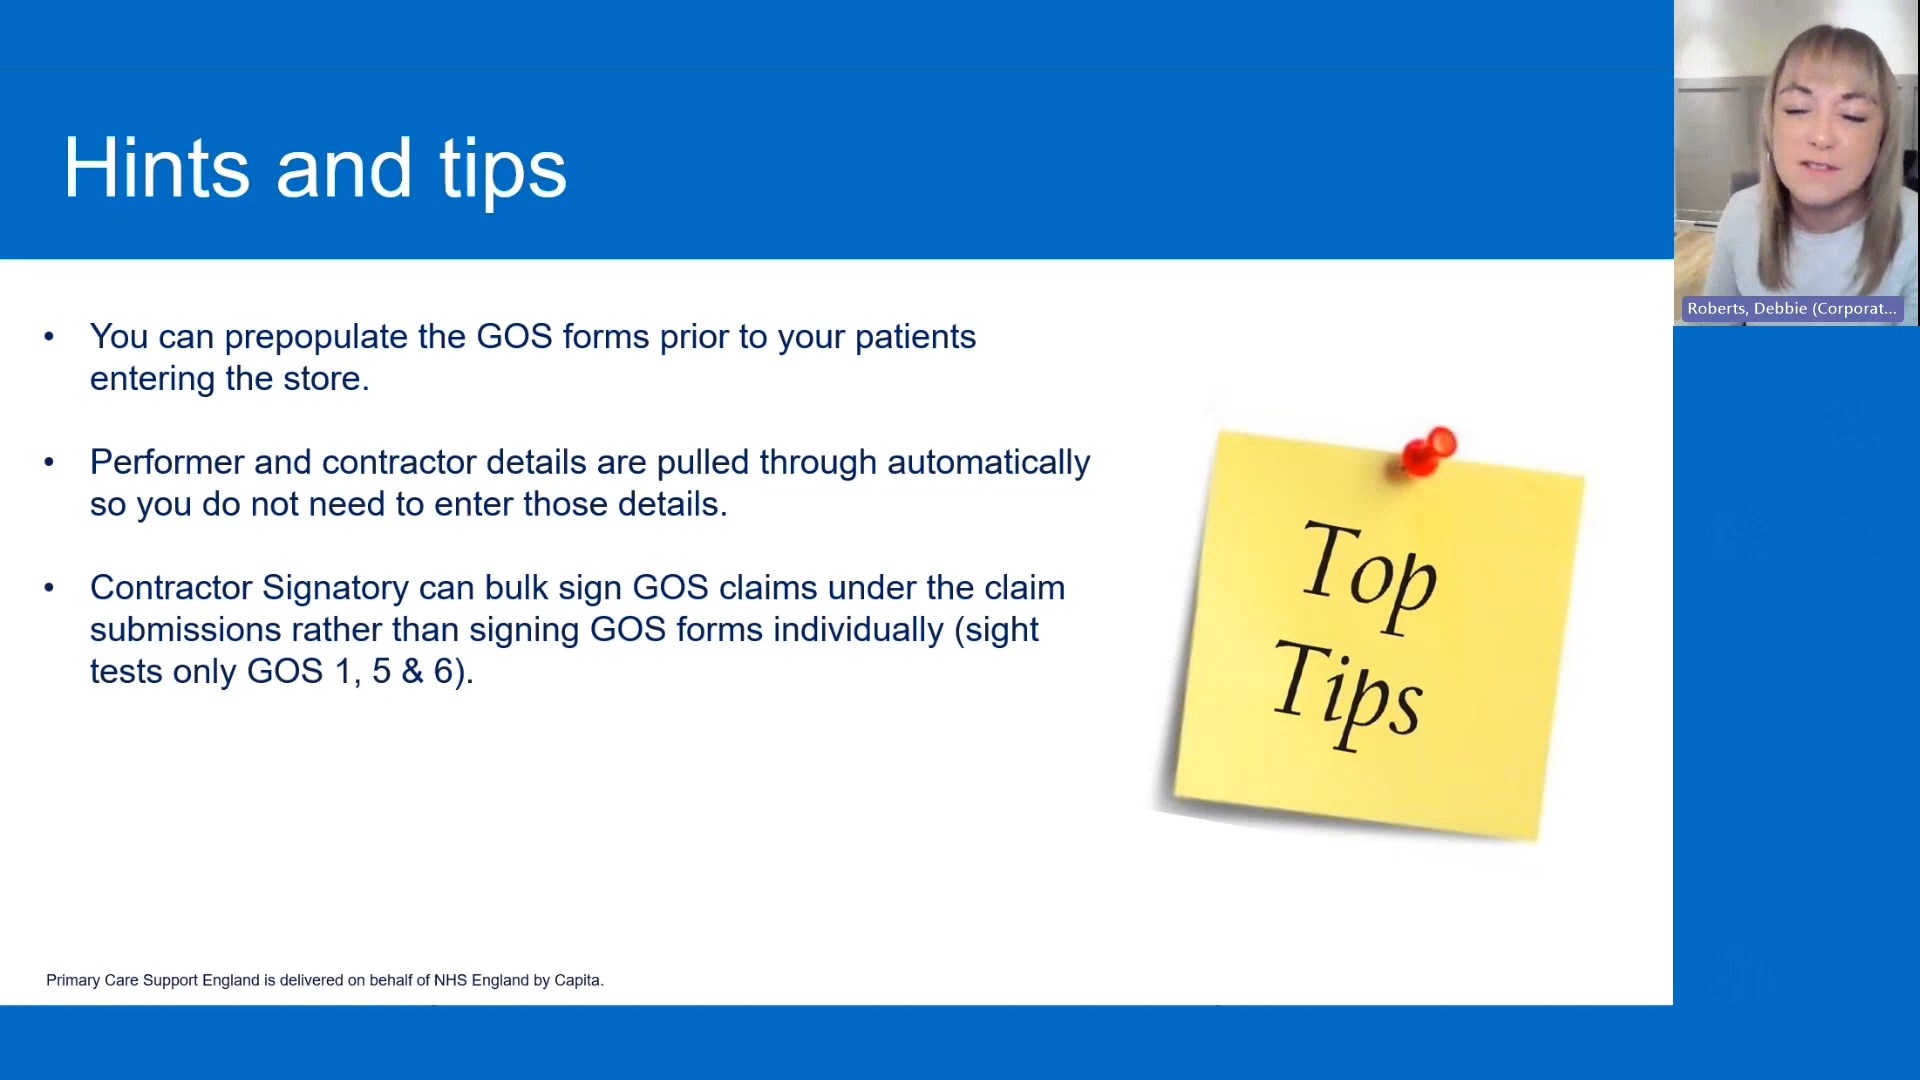 Hints and tips
Roberts, Debbie (Corporat...
• You can prepopulate the GOS forms prior to your patients
entering the store.
• Performer and contractor details are pulled through automatically
so you do not need to enter those details.
• Contractor Signatory can bulk sign GOS claims under the claim
submissions rather than signing GOS forms individually (sight
tests only GOS 1, 5 & 6).
Top
Tips
Primary Care Support England is delivered on behalf of NHS England by Capita.